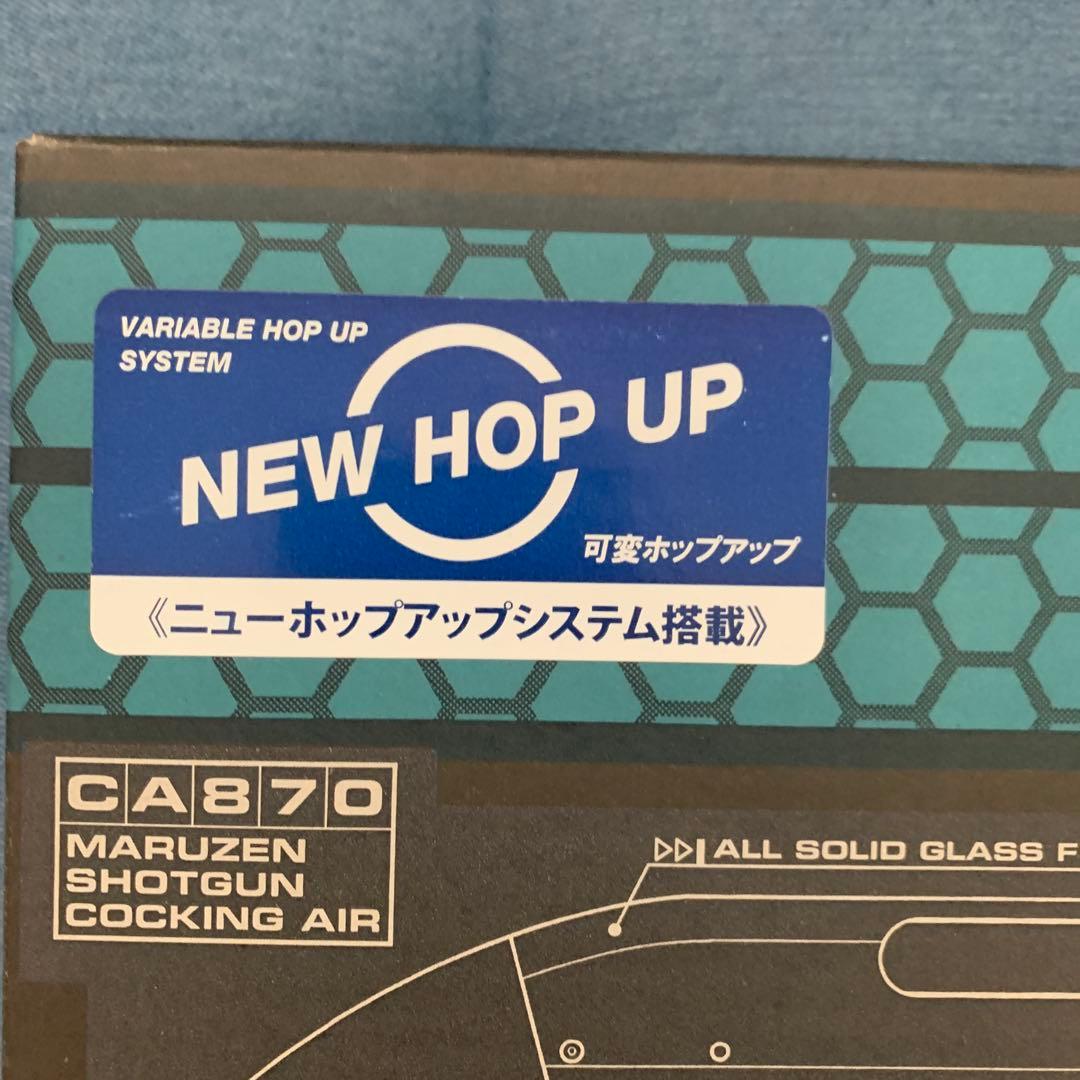 VARIABLE HOP UP
SYSTEM
NEW HOP UP
可変ホップアップ
《ニューホップアップシステム搭載》
CA870
MARUZEN
SHOTGUN
COCKING AIR
ALL SOLID GLASS F